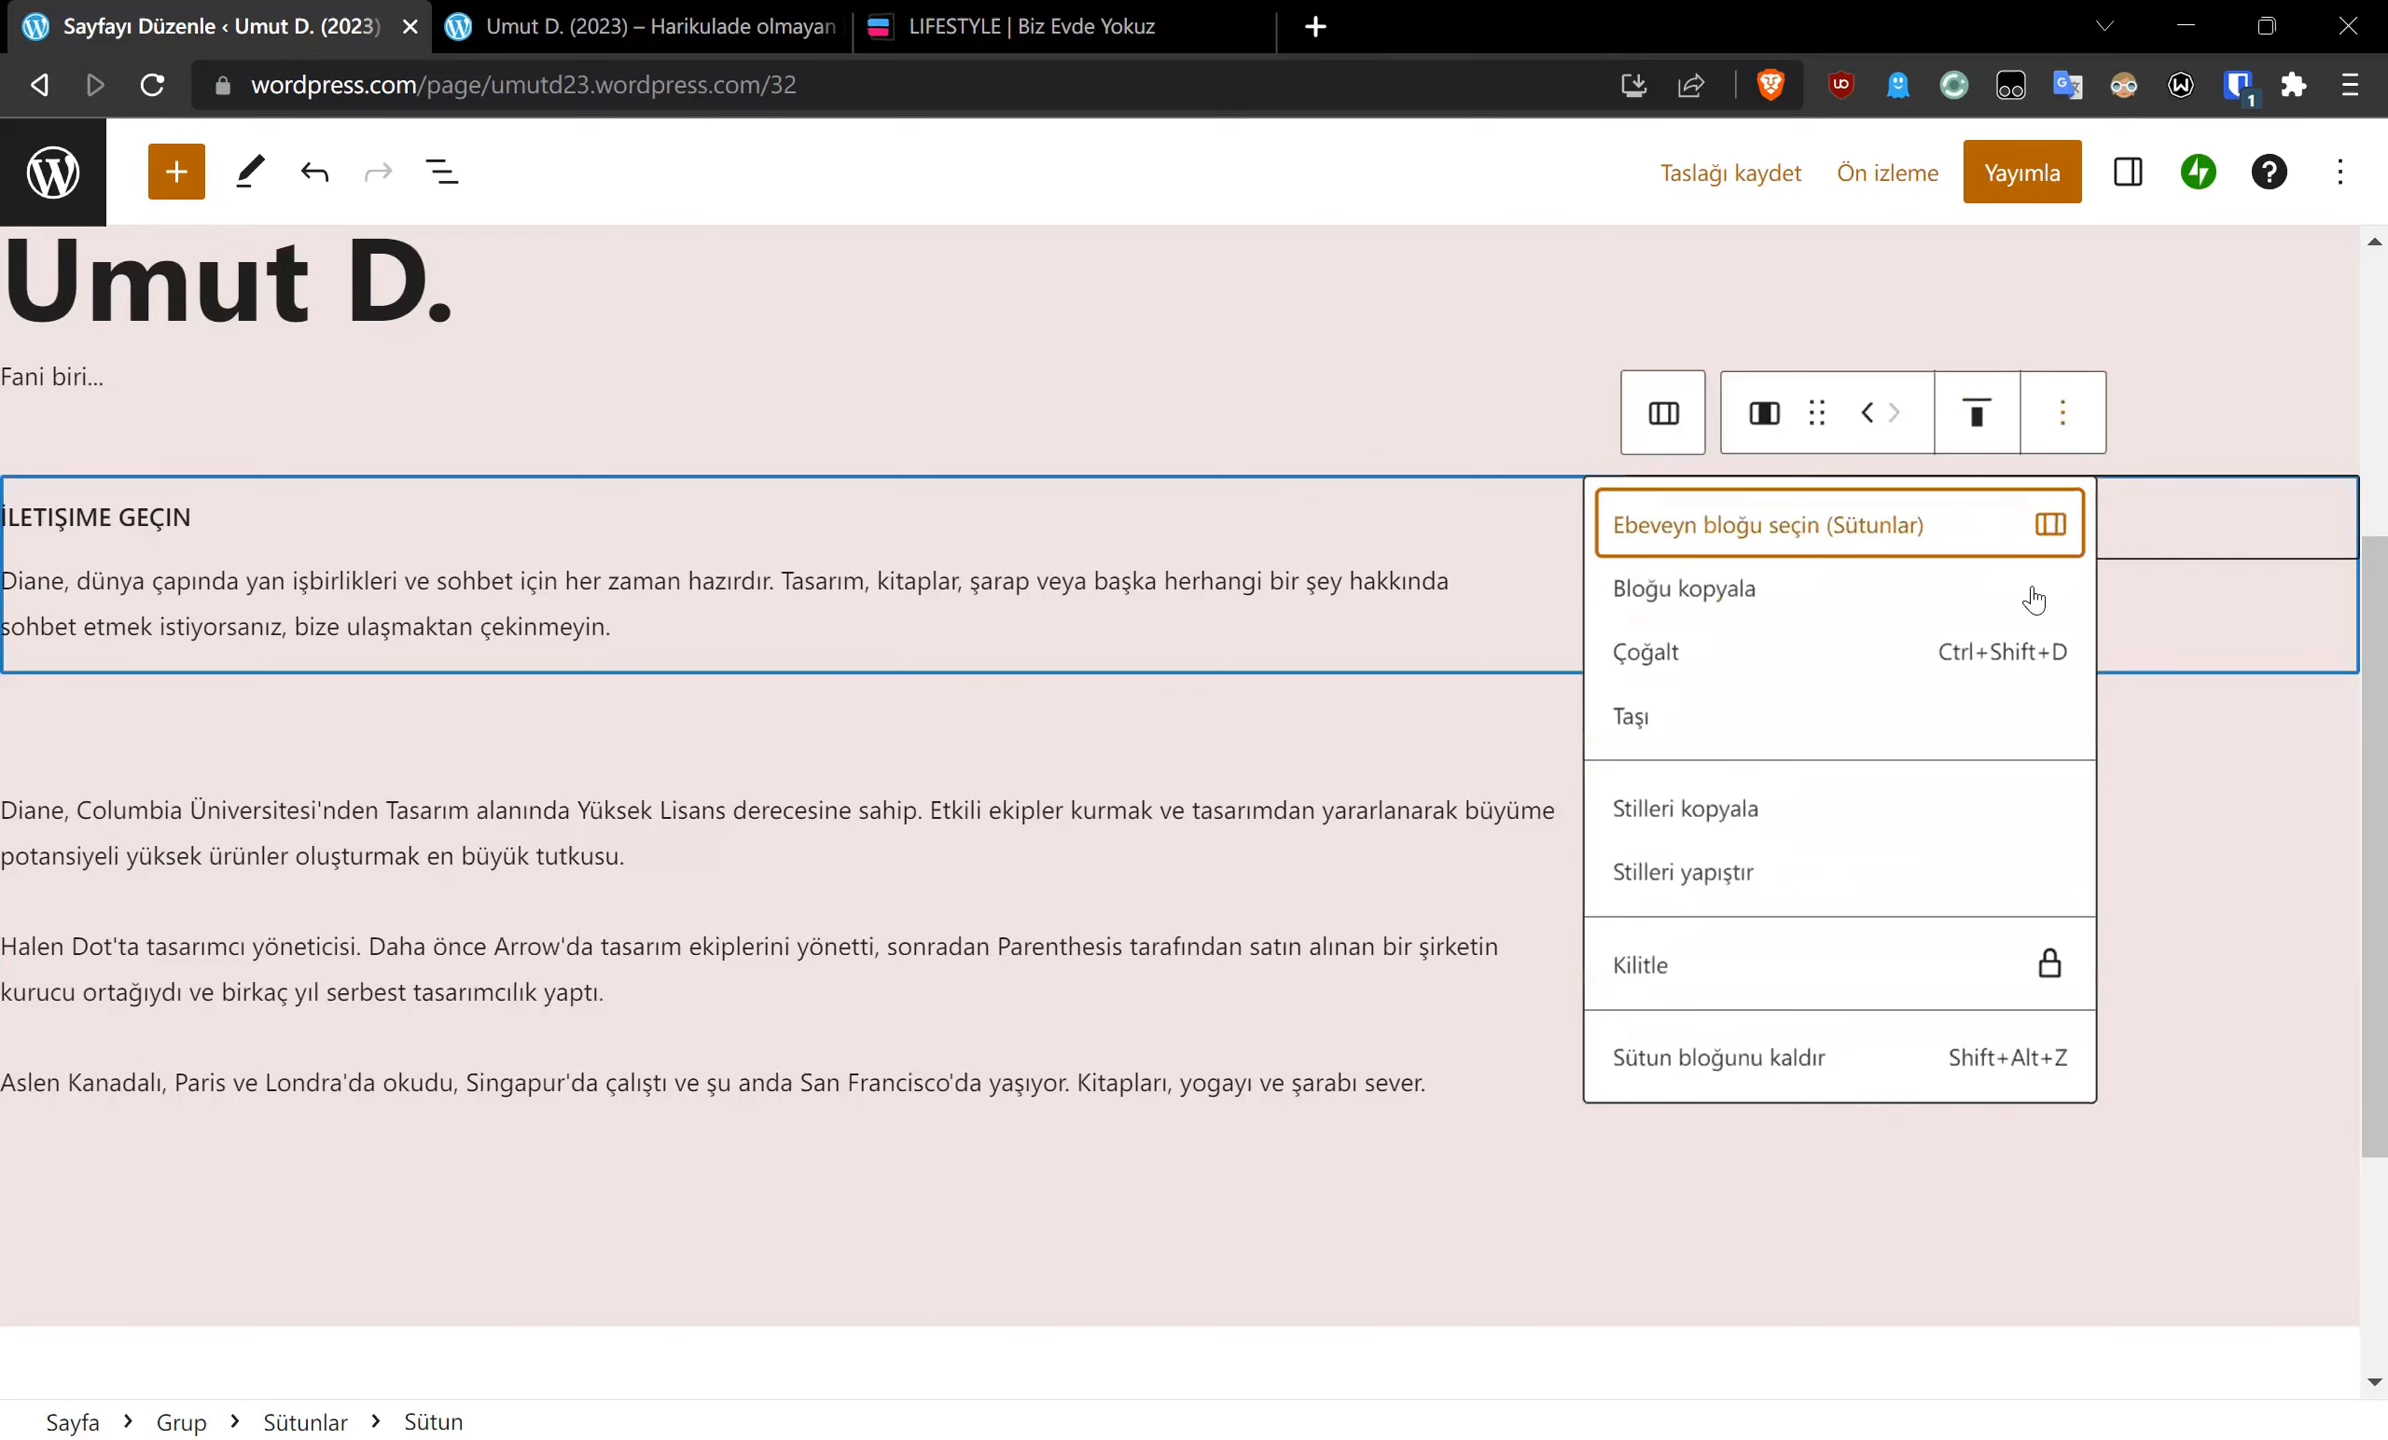 Sayfayı Düzenle ‹ Umut D. (2023)
Umut D. (2023) – Harikulade olmayan
LIFESTYLE | Biz Evde Yokuz
wordpress.com/page/umutd23.wordpress.com/32
1
Taslağı kaydet
Ön izleme
Yayımla
Umut D.
Fani biri...
İLETIŞIME GEÇIN
Diane, dünya çapında yan işbirlikleri ve sohbet için her zaman hazırdır. Tasarım, kitaplar, şarap veya başka herhangi bir şey hakkında
sohbet etmek istiyorsanız, bize ulaşmaktan çekinmeyin.
Diane, Columbia Üniversitesi'nden Tasarım alanında Yüksek Lisans derecesine sahip. Etkili ekipler kurmak ve tasarımdan yararlanarak büyüme
potansiyeli yüksek ürünler oluşturmak en büyük tutkusu.
Halen Dot'ta tasarımcı yöneticisi. Daha önce Arrow'da tasarım ekiplerini yönetti, sonradan Parenthesis tarafından satın alınan bir şirketin
kurucu ortağıydı ve birkaç yıl serbest tasarımcılık yaptı.
Aslen Kanadalı, Paris ve Londra'da okudu, Singapur'da çalıştı ve şu anda San Francisco'da yaşıyor. Kitapları, yogayı ve şarabı sever.
Ebeveyn bloğu seçin (Sütunlar)
Bloğu kopyala
Çoğalt Ctrl+Shift+D
Taşı
Stilleri kopyala
Stilleri yapıştır
Kilitle
Sütun bloğunu kaldır Shift+Alt+Z
Sayfa › Grup › Sütunlar › Sütun